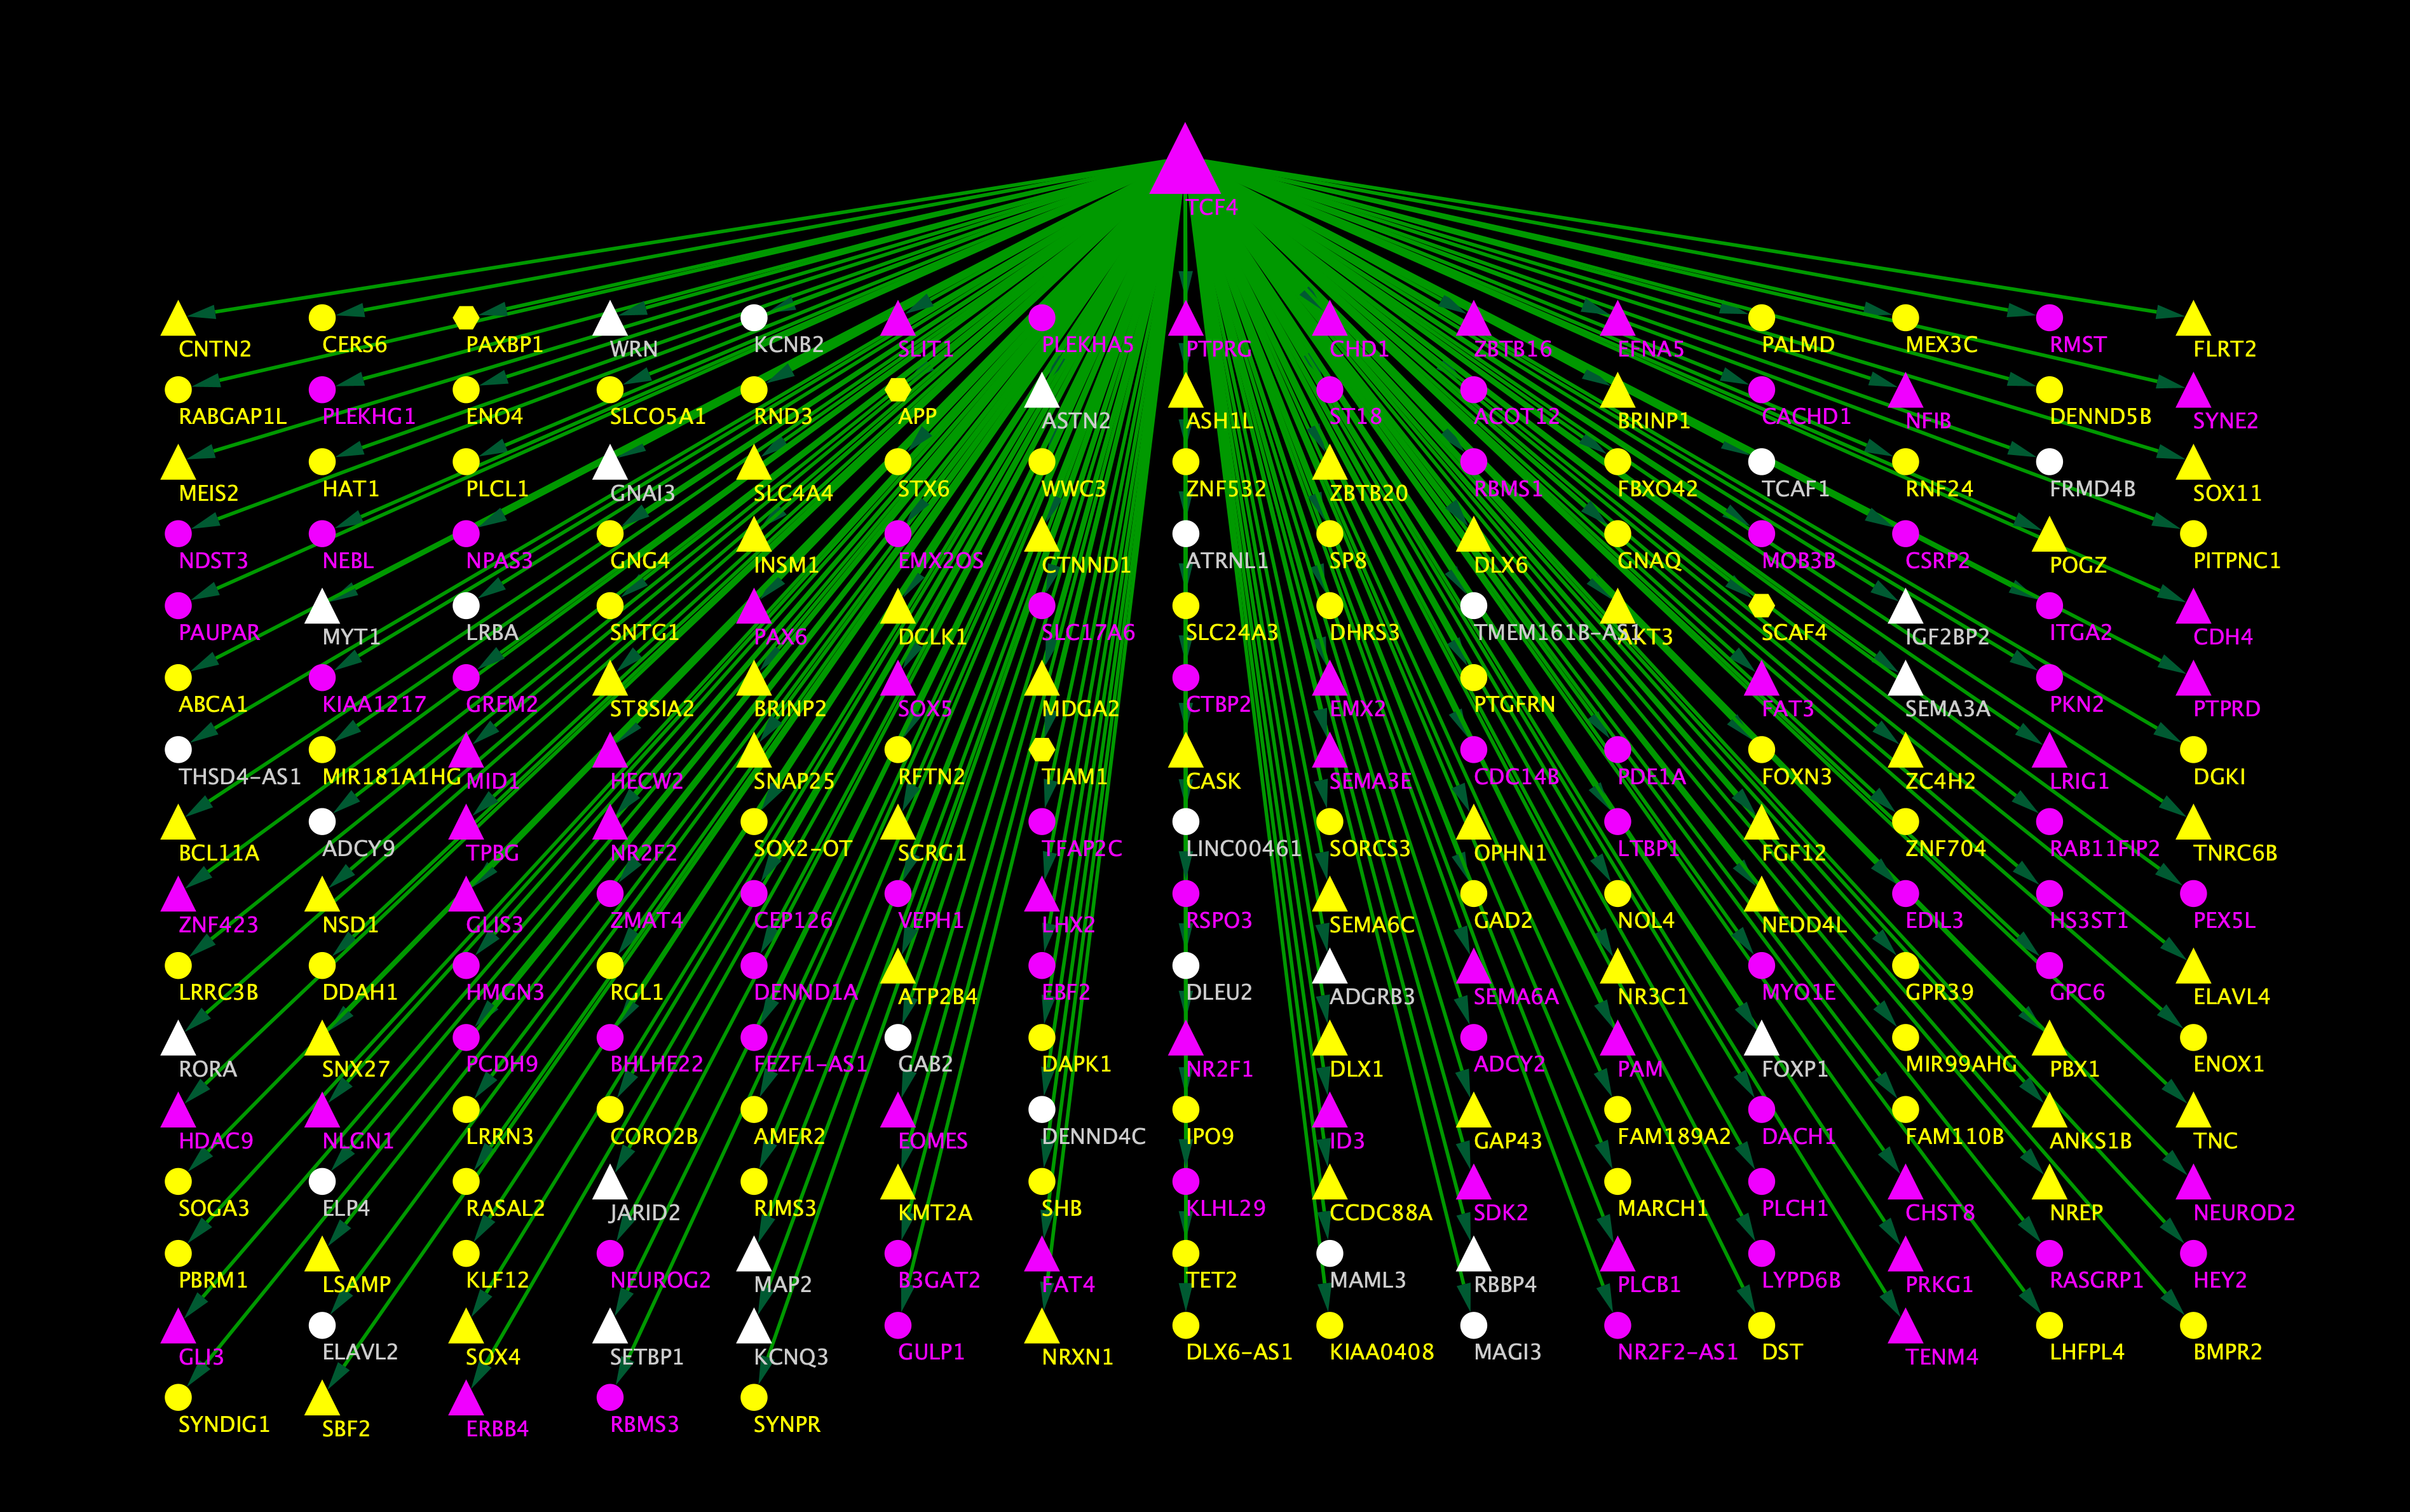 TCF4
CNTN2 CERS6 PAXBP1 WRN KCNB2 SLIT1 PLEKHA5 PTPRG CHD1 ZBTB16 EFNA5 PALMD MEX3C RMST FLRT2
RABGAP1L PLEKHG1 ENO4 SLCO5A1 RND3 APP ASTN2 ASH1L ST18 ACOT12 BRINP1 CACHD1 NFIB DENND5B SYNE2
MEIS2 HAT1 PLCL1 GNAI3 SLC4A4 STX6 WWC3 ZNF532 ZBTB20 RBMS1 FBXO42 TCAF1 RNF24 FRMD4B SOX11
NDST3 NEBL NPAS3 GNG4 INSM1 EMX2OS CTNND1 ATRNL1 SP8 DLX6 GNAQ MOB3B CSRP2 POGZ PITPNC1
PAUPAR MYT1 LRBA SNTG1 PAX6 DCLK1 SLC17A6 SLC24A3 DHRS3 TMEM161B-AS1 AKT3 SCAF4 IGF2BP2 ITGA2 CDH4
ABCA1 KIAA1217 GREM2 ST8SIA2 BRINP2 SOX5 MDGA2 CTBP2 EMX2 PTGFRN FAT3 SEMA3A PKN2 PTPRD
THSD4-AS1 MIR181A1HG MID1 HECW2 SNAP25 RFTN2 TIAM1 CASK SEMA3E CDC14B PDE1A FOXN3 ZC4H2 LRIG1 DGKI
BCL11A ADCY9 TPBG NR2F2 SOX2-OT SCRG1 TFAP2C LINC00461 SORCS3 OPHN1 LTBP1 FGF12 ZNF704 RAB11FIP2 TNRC6B
ZNF423 NSD1 GLIS3 ZMAT4 CEP126 VEPH1 LHX2 RSPO3 SEMA6C GAD2 NOL4 NEDD4L EDIL3 HS3ST1 PEX5L
LRRC3B DDAH1 HMGN3 RGL1 DENND1A ATP2B4 EBF2 DLEU2 ADGRB3 SEMA6A NR3C1 MYO1E GPR39 GPC6 ELAVL4
RORA SNX27 PCDH9 BHLHE22 FEZF1-AS1 GAB2 DAPK1 NR2F1 DLX1 ADCY2 PAM FOXP1 MIR99AHG PBX1 ENOX1
HDAC9 NLGN1 LRRN3 CORO2B AMER2 EOMES DENND4C IPO9 ID3 GAP43 FAM189A2 DACH1 FAM110B ANKS1B TNC
SOGA3 ELP4 RASAL2 JARID2 RIMS3 KMT2A SHB KLHL29 CCDC88A SDK2 MARCH1 PLCH1 CHST8 NREP NEUROD2
PBRM1 LSAMP KLF12 NEUROG2 MAP2 B3GAT2 FAT4 TET2 MAML3 RBBP4 PLCB1 LYPD6B PRKG1 RASGRP1 HEY2
GLI3 ELAVL2 SOX4 SETBP1 KCNQ3 GULP1 NRXN1 DLX6-AS1 KIAA0408 MAGI3 NR2F2-AS1 DST TENM4 LHFPL4 BMPR2
SYNDIG1 SBF2 ERBB4 RBMS3 SYNPR